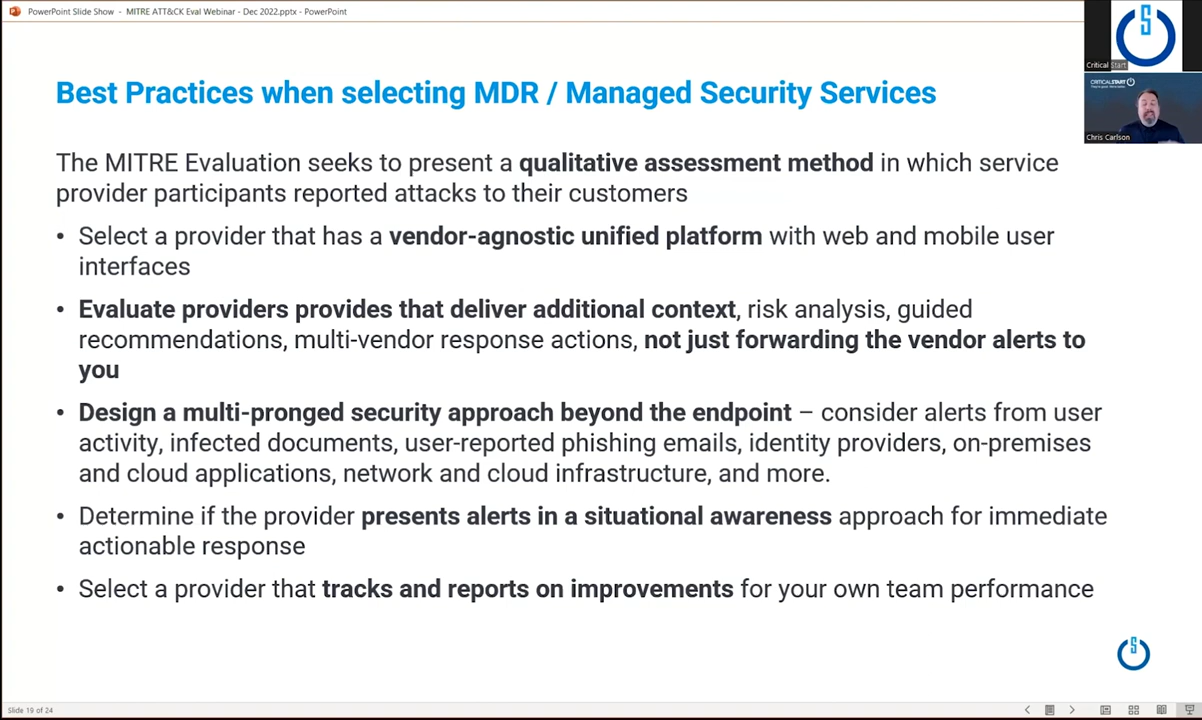 PowerPoint Slide Show - MITRE ATT&CK Eval Webinar - Dec 2022.pptx - PowerPoint
Critical Start
CRITICALSTART
Chris Carlson
Best Practices when selecting MDR / Managed Security Services
The MITRE Evaluation seeks to present a qualitative assessment method in which service
provider participants reported attacks to their customers
• Select a provider that has a vendor-agnostic unified platform with web and mobile user
interfaces
• Evaluate providers provides that deliver additional context, risk analysis, guided
recommendations, multi-vendor response actions, not just forwarding the vendor alerts to
you
• Design a multi-pronged security approach beyond the endpoint – consider alerts from user
activity, infected documents, user-reported phishing emails, identity providers, on-premises
and cloud applications, network and cloud infrastructure, and more.
• Determine if the provider presents alerts in a situational awareness approach for immediate
actionable response
• Select a provider that tracks and reports on improvements for your own team performance
Slide 19 of 24